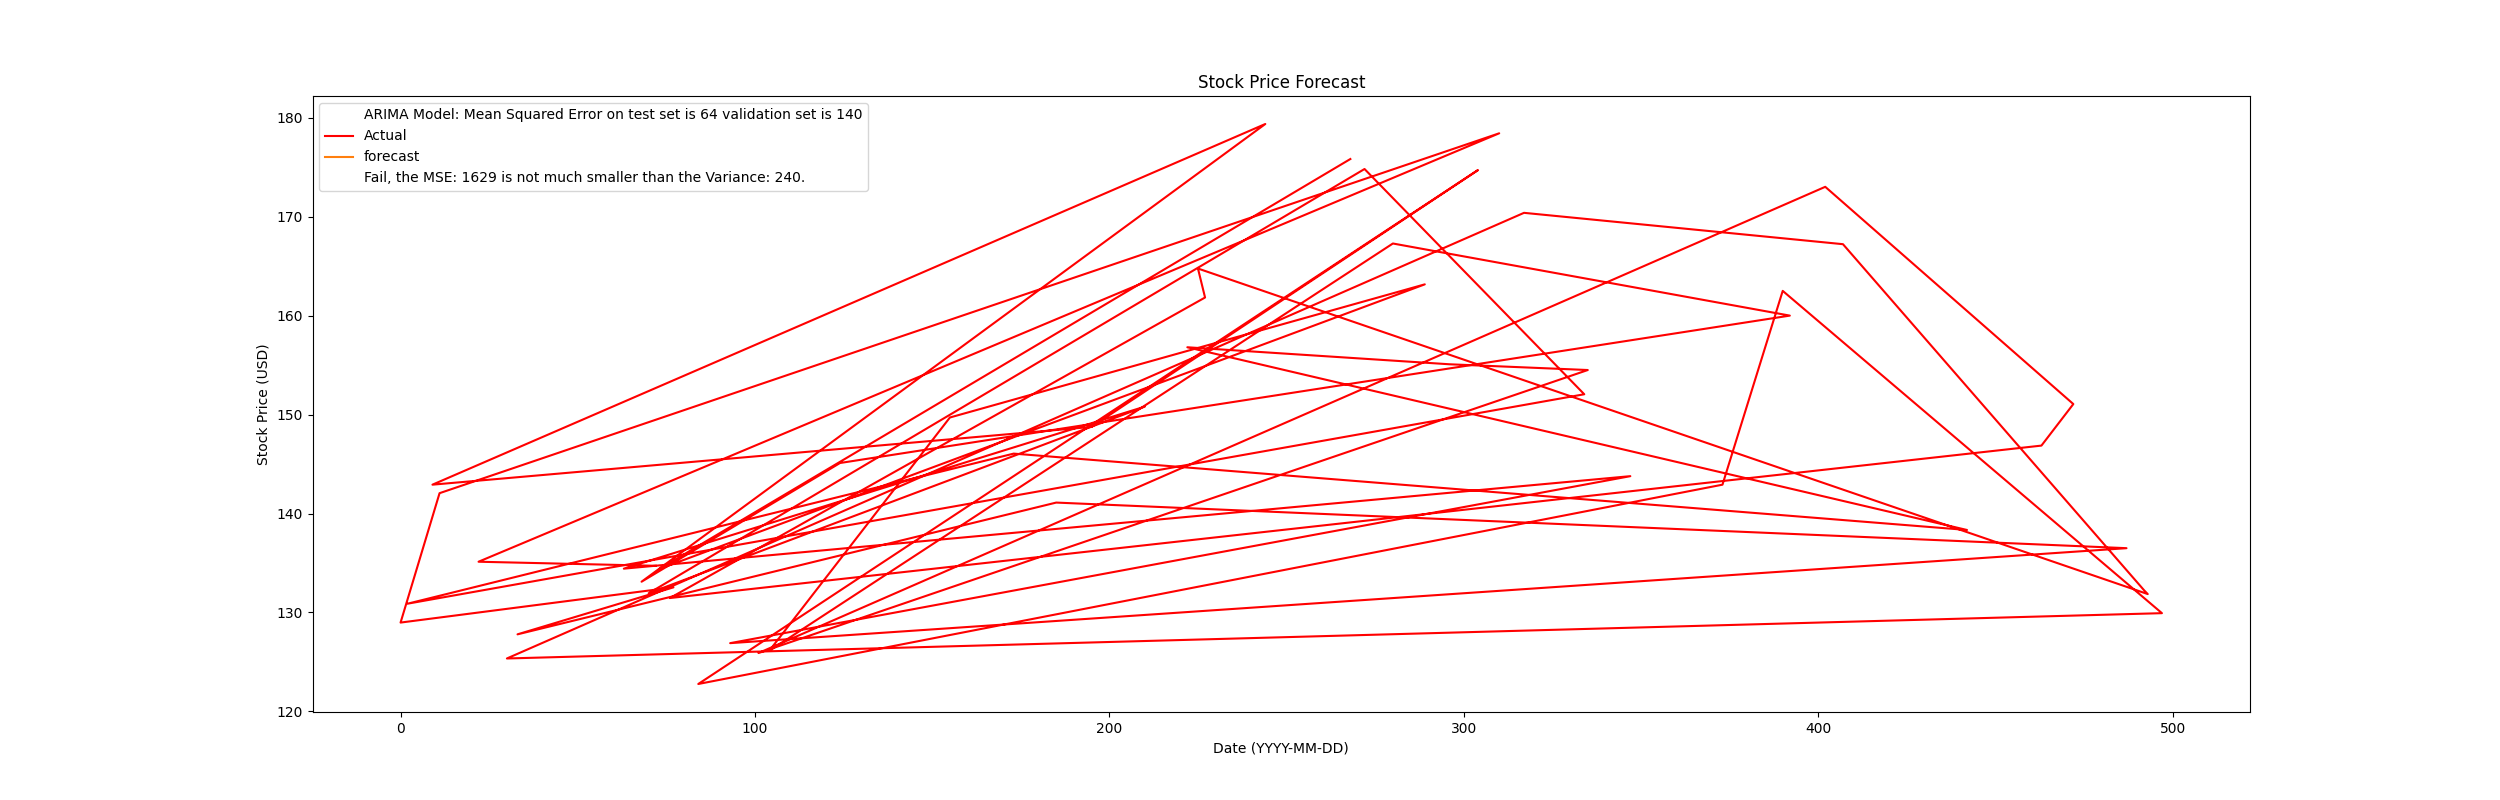 Stock Price Forecast
ARIMA Model: Mean Squared Error on test set is 64 validation set is 140
Actual
forecast
Fail, the MSE: 1629 is not much smaller than the Variance: 240.
180
170
160
150
140
130
120
Stock Price (USD)
0 100 200 300 400 500
Date (YYYY-MM-DD)